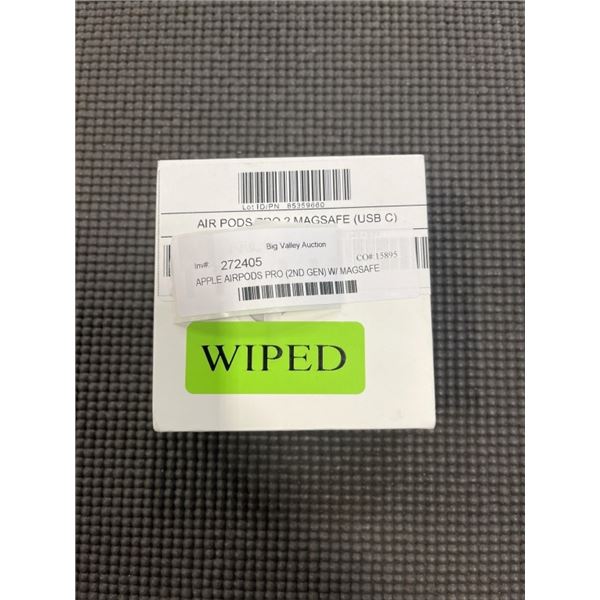 Lot ID/PN 85359660
AIR PODS PRO 2 MAGSAFE (USB C)
Big Valley Auction
Inv#: 272405
CO# 15895
APPLE AIRPODS PRO (2ND GEN) W/ MAGSAFE
WIPED